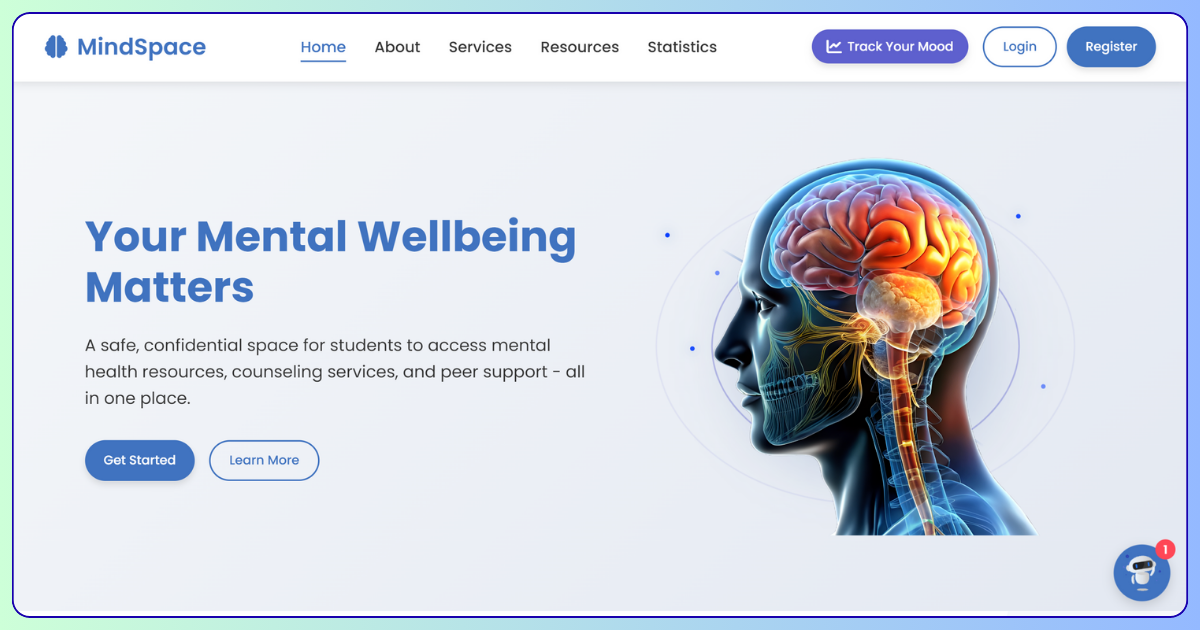 MindSpace
Home
About
Services
Resources
Statistics
Track Your Mood
Login
Register
Your Mental Wellbeing
Matters
A safe, confidential space for students to access mental
health resources, counseling services, and peer support - all
in one place.
Get Started
Learn More
1